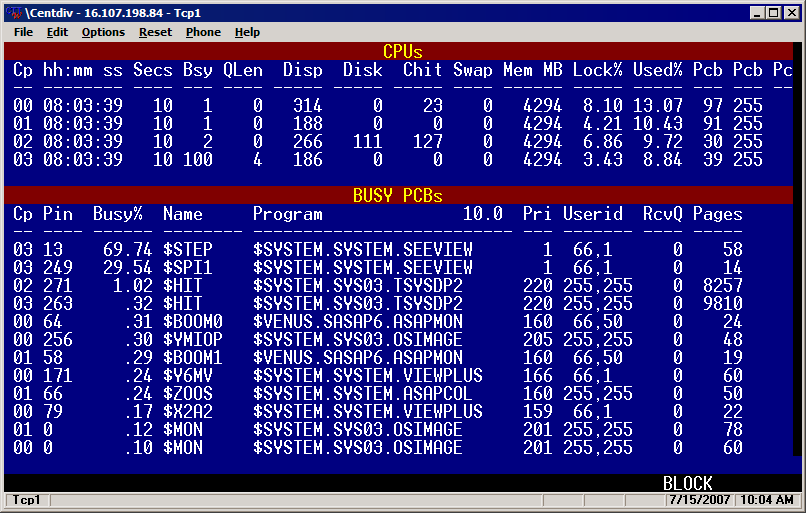 \Centdiv - 16.107.198.84 - Tcp1
File Edit Options Reset Phone Help
CPUs
Cp hh:mm ss Secs Bsy QLen Disp Disk Chit Swap Mem MB Lock% Used% Pcb Pcb Pc
-- -------- ---- --- ---- ----- ----- ----- ---- ------ ----- ----- --- --- --
00 08:03:39 10 1 0 314 0 23 0 4294 8.10 13.07 97 255
01 08:03:39 10 1 0 188 0 0 0 4294 4.21 10.43 91 255
02 08:03:39 10 2 0 266 111 127 0 4294 6.86 9.72 30 255
03 08:03:39 10 100 4 186 0 0 0 4294 3.43 8.84 39 255
BUSY PCBs
Cp Pin Busy% Name Program 10.0 Pri Userid RcvQ Pages
-- --- ------ -------- ------------------------- --- ------- ---- -----
03 13 69.74 $STEP $SYSTEM.SYSTEM.SEEVIEW 1 66,1 0 58
03 249 29.54 $SPI1 $SYSTEM.SYSTEM.SEEVIEW 1 66,1 0 14
02 271 1.02 $HIT $SYSTEM.SYS03.TSYSDP2 220 255,255 0 8257
03 263 .32 $HIT $SYSTEM.SYS03.TSYSDP2 220 255,255 0 9810
00 64 .31 $BOOM0 $VENUS.SASAP6.ASAPMON 160 66,50 0 24
00 256 .30 $YMIOP $SYSTEM.SYS03.OSIMAGE 205 255,255 0 48
01 58 .29 $BOOM1 $VENUS.SASAP6.ASAPMON 160 66,50 0 19
00 171 .24 $Y6MV $SYSTEM.SYSTEM.VIEWPLUS 166 66,1 0 60
01 66 .24 $ZOOS $SYSTEM.SYSTEM.ASAPCOL 160 255,255 0 50
00 79 .17 $X2A2 $SYSTEM.SYSTEM.VIEWPLUS 159 66,1 0 22
01 0 .12 $MON $SYSTEM.SYS03.OSIMAGE 201 255,255 0 78
00 0 .10 $MON $SYSTEM.SYS03.OSIMAGE 201 255,255 0 60
BLOCK
Tcp1 7/15/2007 10:04 AM